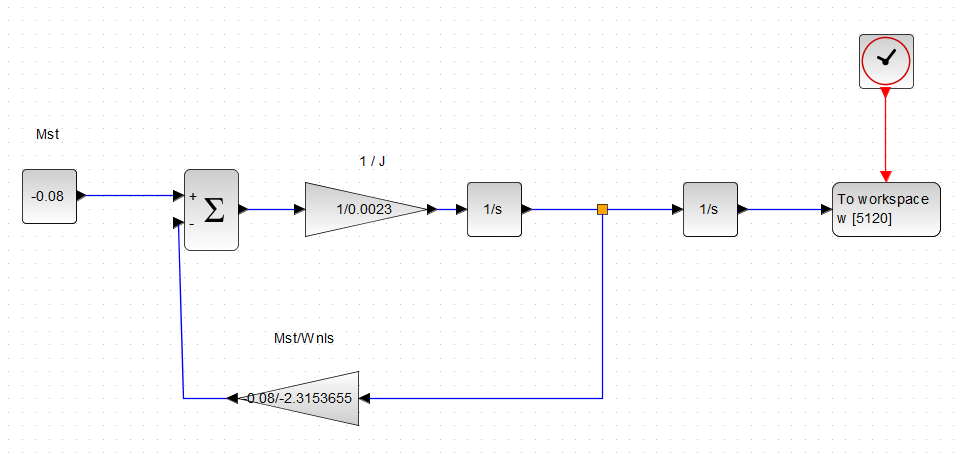 Mst
1 / J
-0.08
+
Σ
-
1/0.0023
1/s
1/s
To workspace
w [5120]
Mst/Wnls
-0.08/-2.3153655